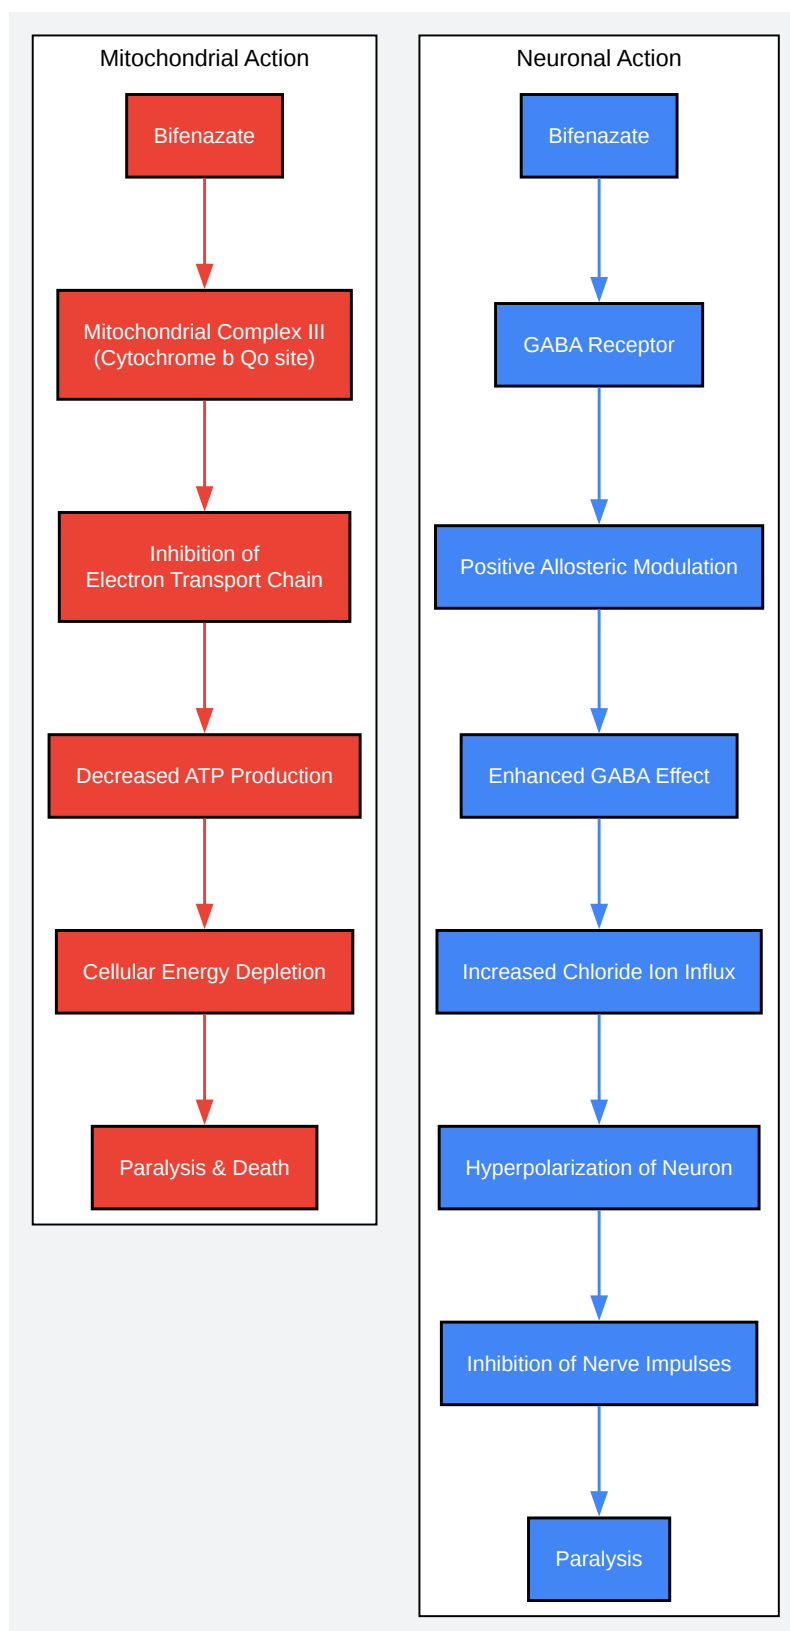 Mitochondrial Action
Bifenazate
Mitochondrial Complex III
(Cytochrome b Qo site)
Inhibition of
Electron Transport Chain
Decreased ATP Production
Cellular Energy Depletion
Paralysis & Death
Neuronal Action
Bifenazate
GABA Receptor
Positive Allosteric Modulation
Enhanced GABA Effect
Increased Chloride Ion Influx
Hyperpolarization of Neuron
Inhibition of Nerve Impulses
Paralysis